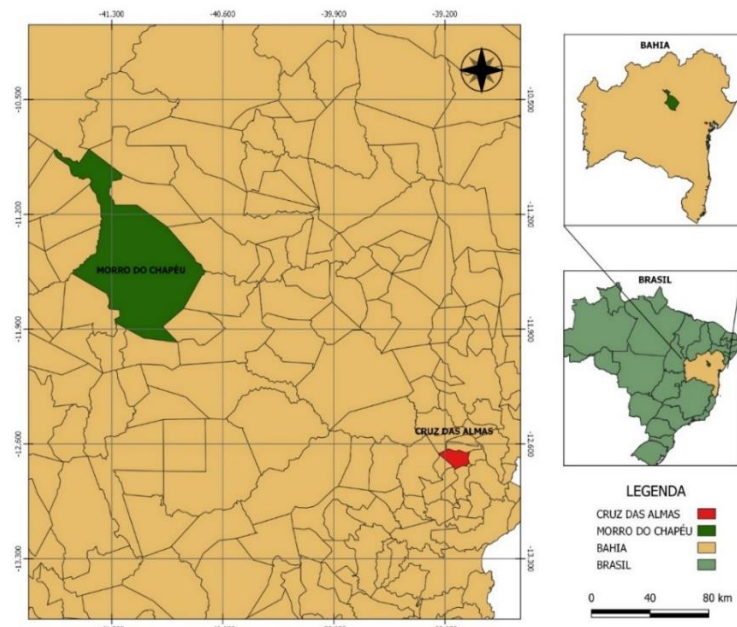 -41.300 -40.600 -39.900 -39.200
-10.500
-11.200
-11.900
-12.600
-13.300
MORRO DO CHAPÉU
CRUZ DAS ALMAS
-10.500
-11.200
-11.900
-12.600
-13.300
BAHIA
BRASIL
LEGENDA
CRUZ DAS ALMAS
MORRO DO CHAPÉU
BAHIA
BRASIL
0 40 80 km